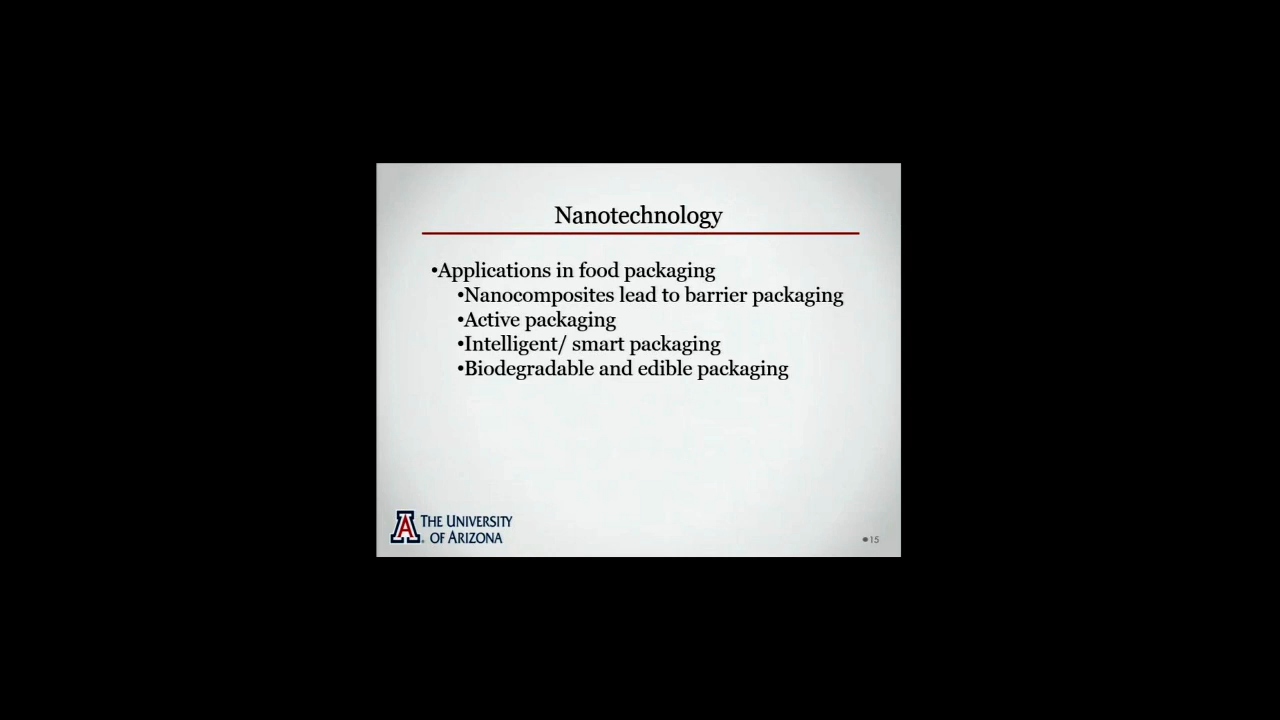 Nanotechnology
•Applications in food packaging
•Nanocomposites lead to barrier packaging
•Active packaging
•Intelligent/ smart packaging
•Biodegradable and edible packaging
A THE UNIVERSITY
OF ARIZONA
•15